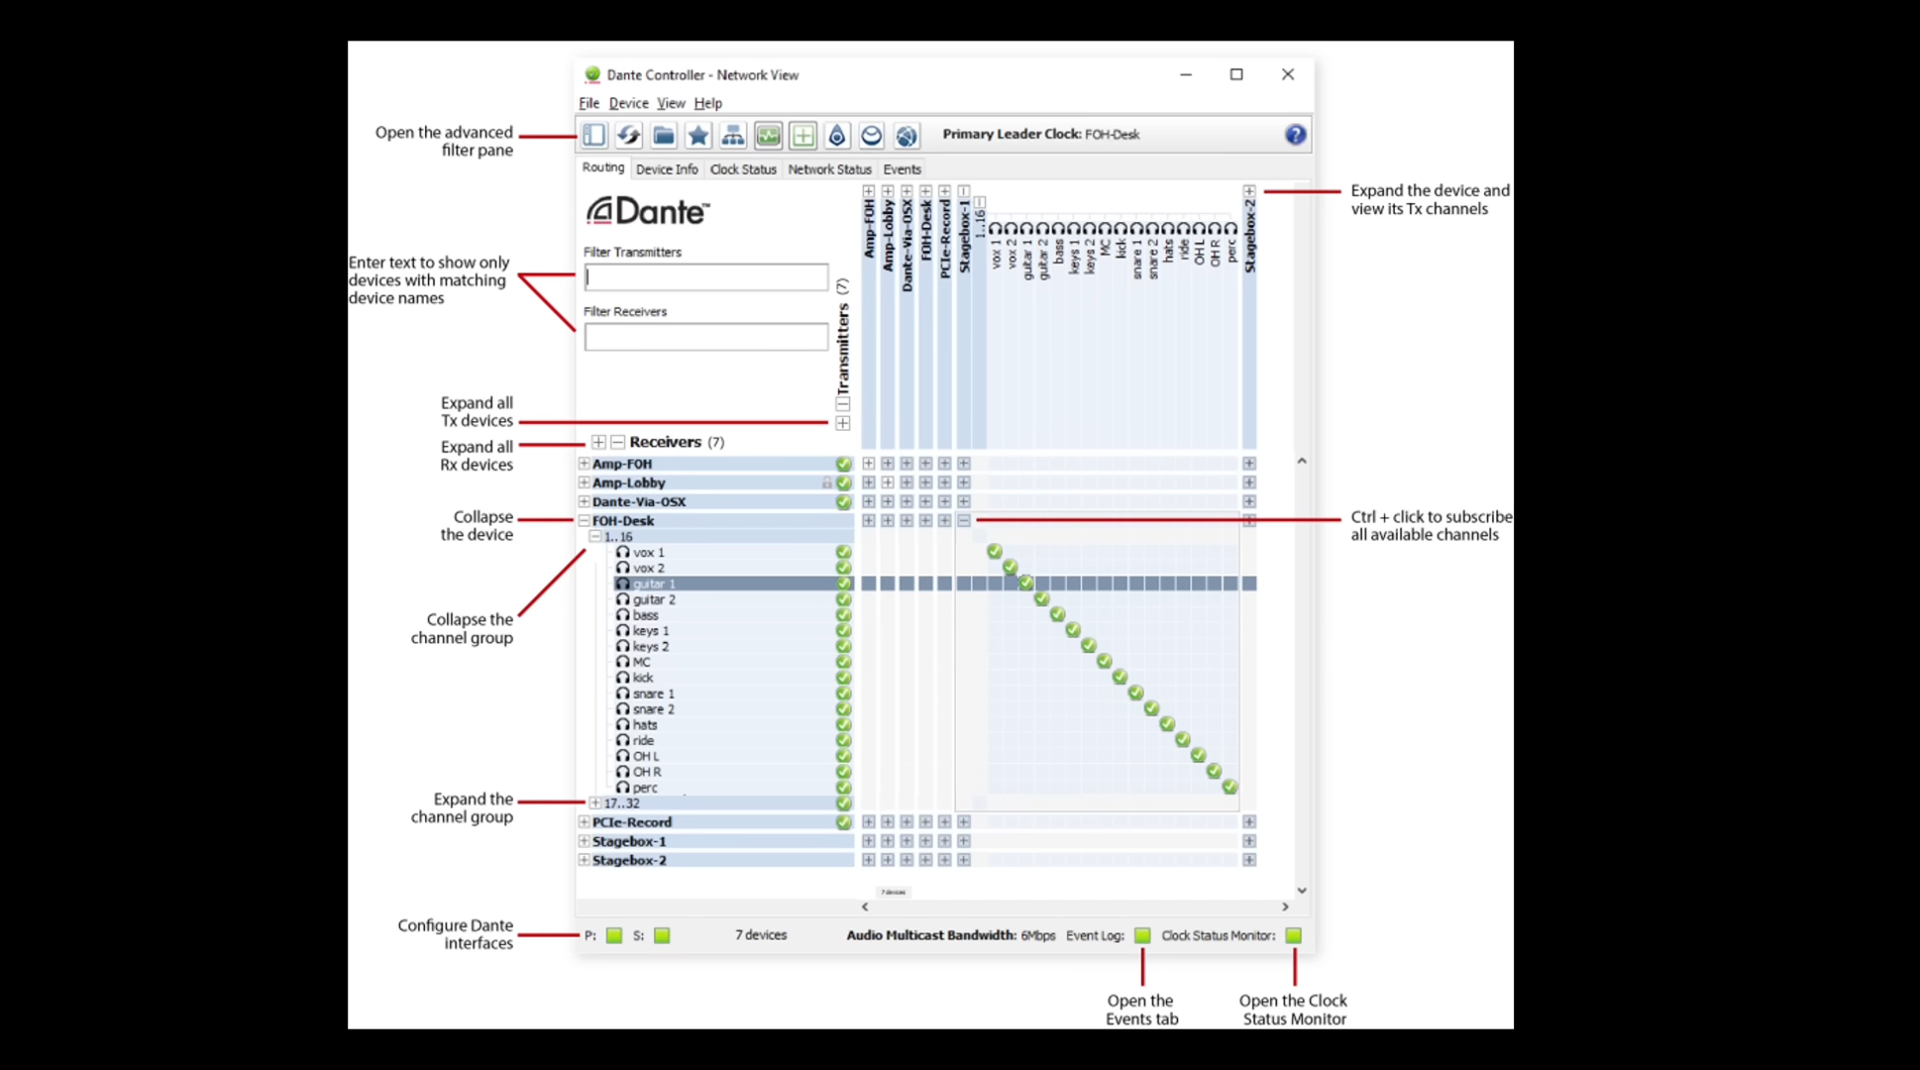 Dante Controller - Network View
File Device View Help
Open the advanced
filter pane
Primary Leader Clock: FOH-Desk
?
Routing Device Info Clock Status Network Status Events
Dante™
Expand the device and
view its Tx channels
Filter Transmitters
Enter text to show only
devices with matching
device names
Filter Receivers
Transmitters (7)
Amp-FOH
Amp-Lobby
Dante-Via-OSX
FOH-Desk
PCIe-Record
Stagebox-1
1..16
vox 1
vox 2
guitar 1
guitar 2
bass
keys 1
keys 2
MC
kick
snare 1
snare 2
hats
ride
OH L
OH R
perc
Stagebox-2
Expand all
Tx devices
Expand all
Rx devices
Receivers (7)
Amp-FOH
Amp-Lobby
Dante-Via-OSX
Collapse
the device
FOH-Desk
Ctrl + click to subscribe
all available channels
1..16
vox 1
vox 2
guitar 1
guitar 2
bass
Collapse the
channel group
keys 1
keys 2
MC
kick
snare 1
snare 2
hats
ride
OH L
OH R
perc
Expand the
channel group
17..32
PCIe-Record
Stagebox-1
Stagebox-2
7 devices
Configure Dante
interfaces
P: S: 7 devices Audio Multicast Bandwidth: 6Mbps Event Log: Clock Status Monitor:
Open the
Events tab
Open the Clock
Status Monitor